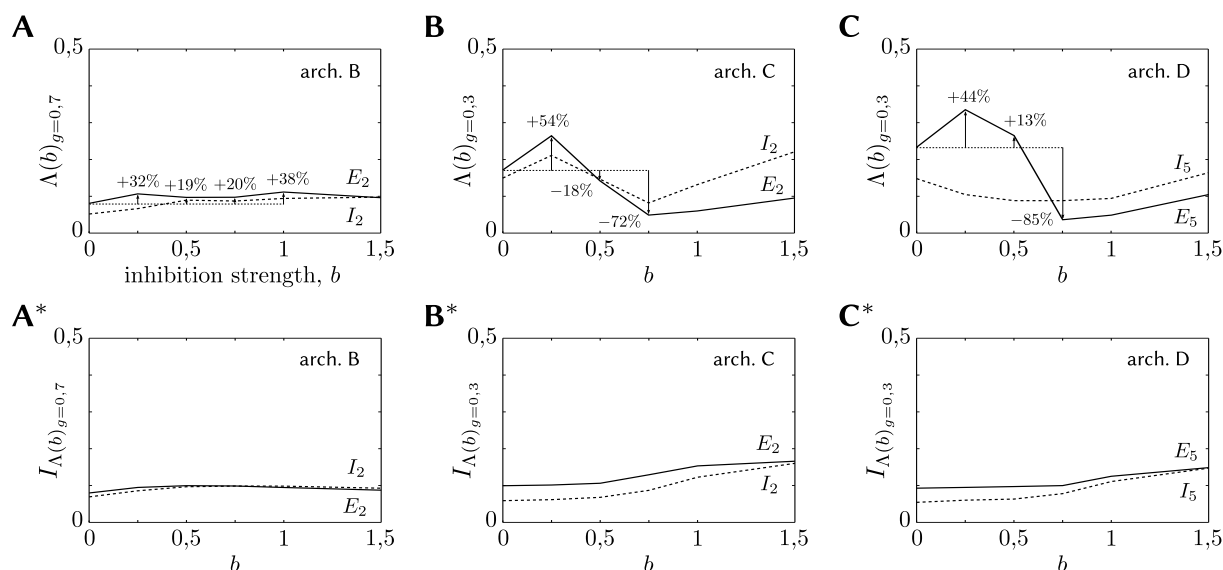 A
0,5
arch. B
Λ(b)g=0,7
+32%
+19%
+20%
+38%
E2
I2
0
0
0,5
1
1,5
inhibition strength, b
B
0,5
arch. C
Λ(b)g=0,3
+54%
−18%
−72%
I2
E2
0
0
0,5
1
1,5
b
C
0,5
arch. D
Λ(b)g=0,3
+44%
+13%
−85%
I5
E5
0
0
0,5
1
1,5
b
A*
0,5
arch. B
IΛ(b)g=0,7
I2
E2
0
0
0,5
1
1,5
b
B*
0,5
arch. C
IΛ(b)g=0,3
E2
I2
0
0
0,5
1
1,5
b
C*
0,5
arch. D
IΛ(b)g=0,3
E5
I5
0
0
0,5
1
1,5
b